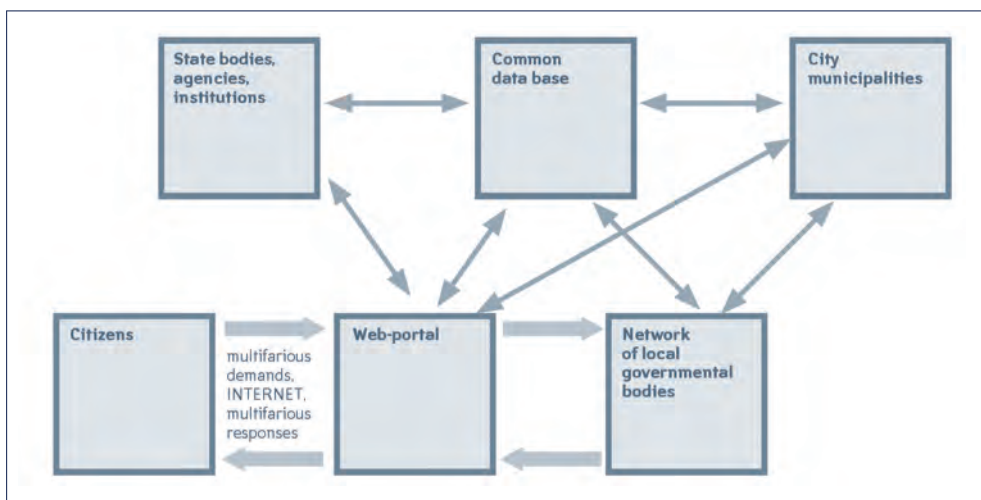 State bodies,
agencies,
institutions
Common
data base
City
municipalities
Citizens
multifarious
demands,
INTERNET,
multifarious
responses
Web-portal
Network
of local
governmental
bodies